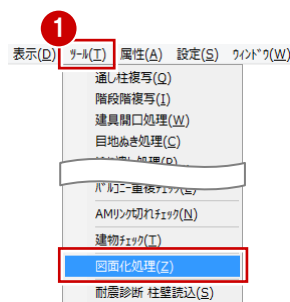 1
表示(D) ﾂｰﾙ(T) 属性(A) 設定(S) ｳｨﾝﾄﾞｳ(W)
通し柱複写(O)
階段階複写(I)
建具開口処理(W)
目地ぬき処理(C)
ﾊﾞﾙｺﾆｰ重複ﾁｪｯｸ(E)
AMﾘﾝｸ切れﾁｪｯｸ(N)
建物ﾁｪｯｸ(T)
図面化処理(Z)
耐震診断 柱壁読込(S)